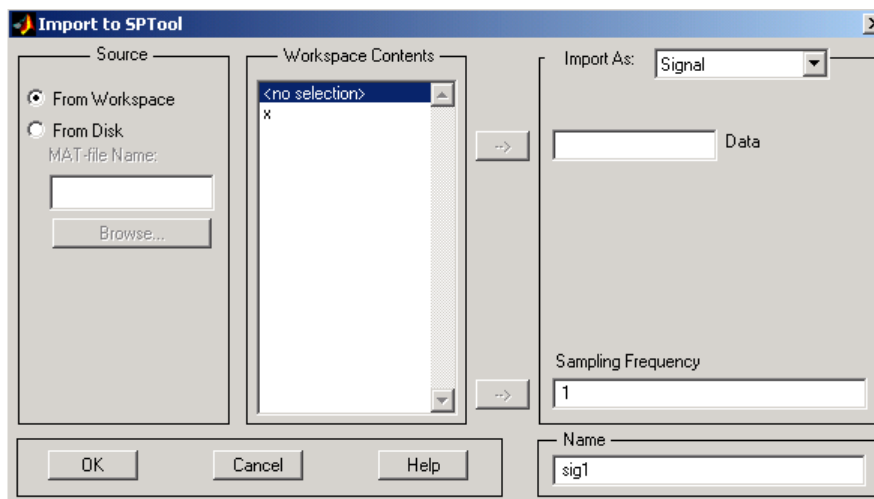 Import to SPTool
Source
From Workspace
From Disk
MAT-file Name:
Browse...
Workspace Contents
<no selection>
x
-->
-->
Import As:
Signal
Data
Sampling Frequency
1
OK
Cancel
Help
Name
sig1